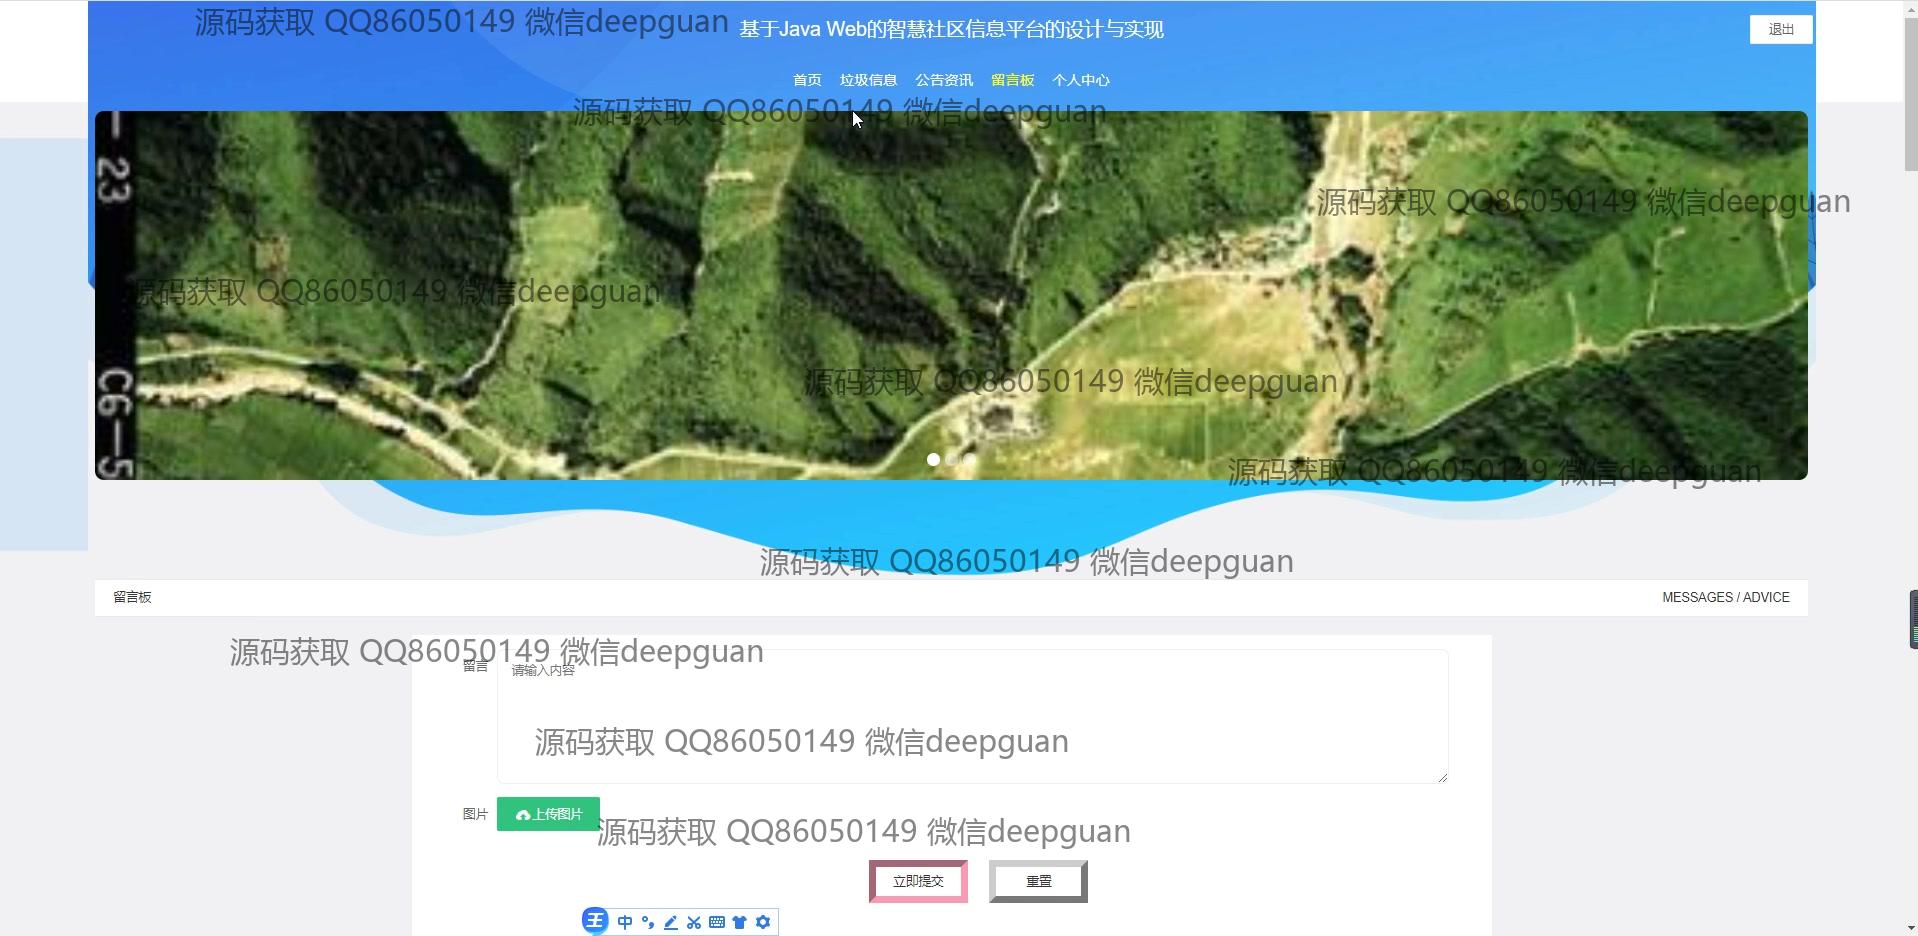 源码获取 QQ86050149 微信deepguan
基于Java Web的智慧社区信息平台的设计与实现
退出
首页 垃圾信息 公告资讯 留言板 个人中心
源码获取 QQ86050149 微信deepguan
23
源码获取 QQ86050149 微信deepguan
源码获取 QQ86050149 微信deepguan
源码获取 QQ86050149 微信deepguan
C6—5
源码获取 QQ86050149 微信deepguan
源码获取 QQ86050149 微信deepguan
留言板
MESSAGES / ADVICE
源码获取 QQ86050149 微信deepguan
留言
请输入内容
源码获取 QQ86050149 微信deepguan
图片
上传图片
源码获取 QQ86050149 微信deepguan
立即提交
重置
王 中